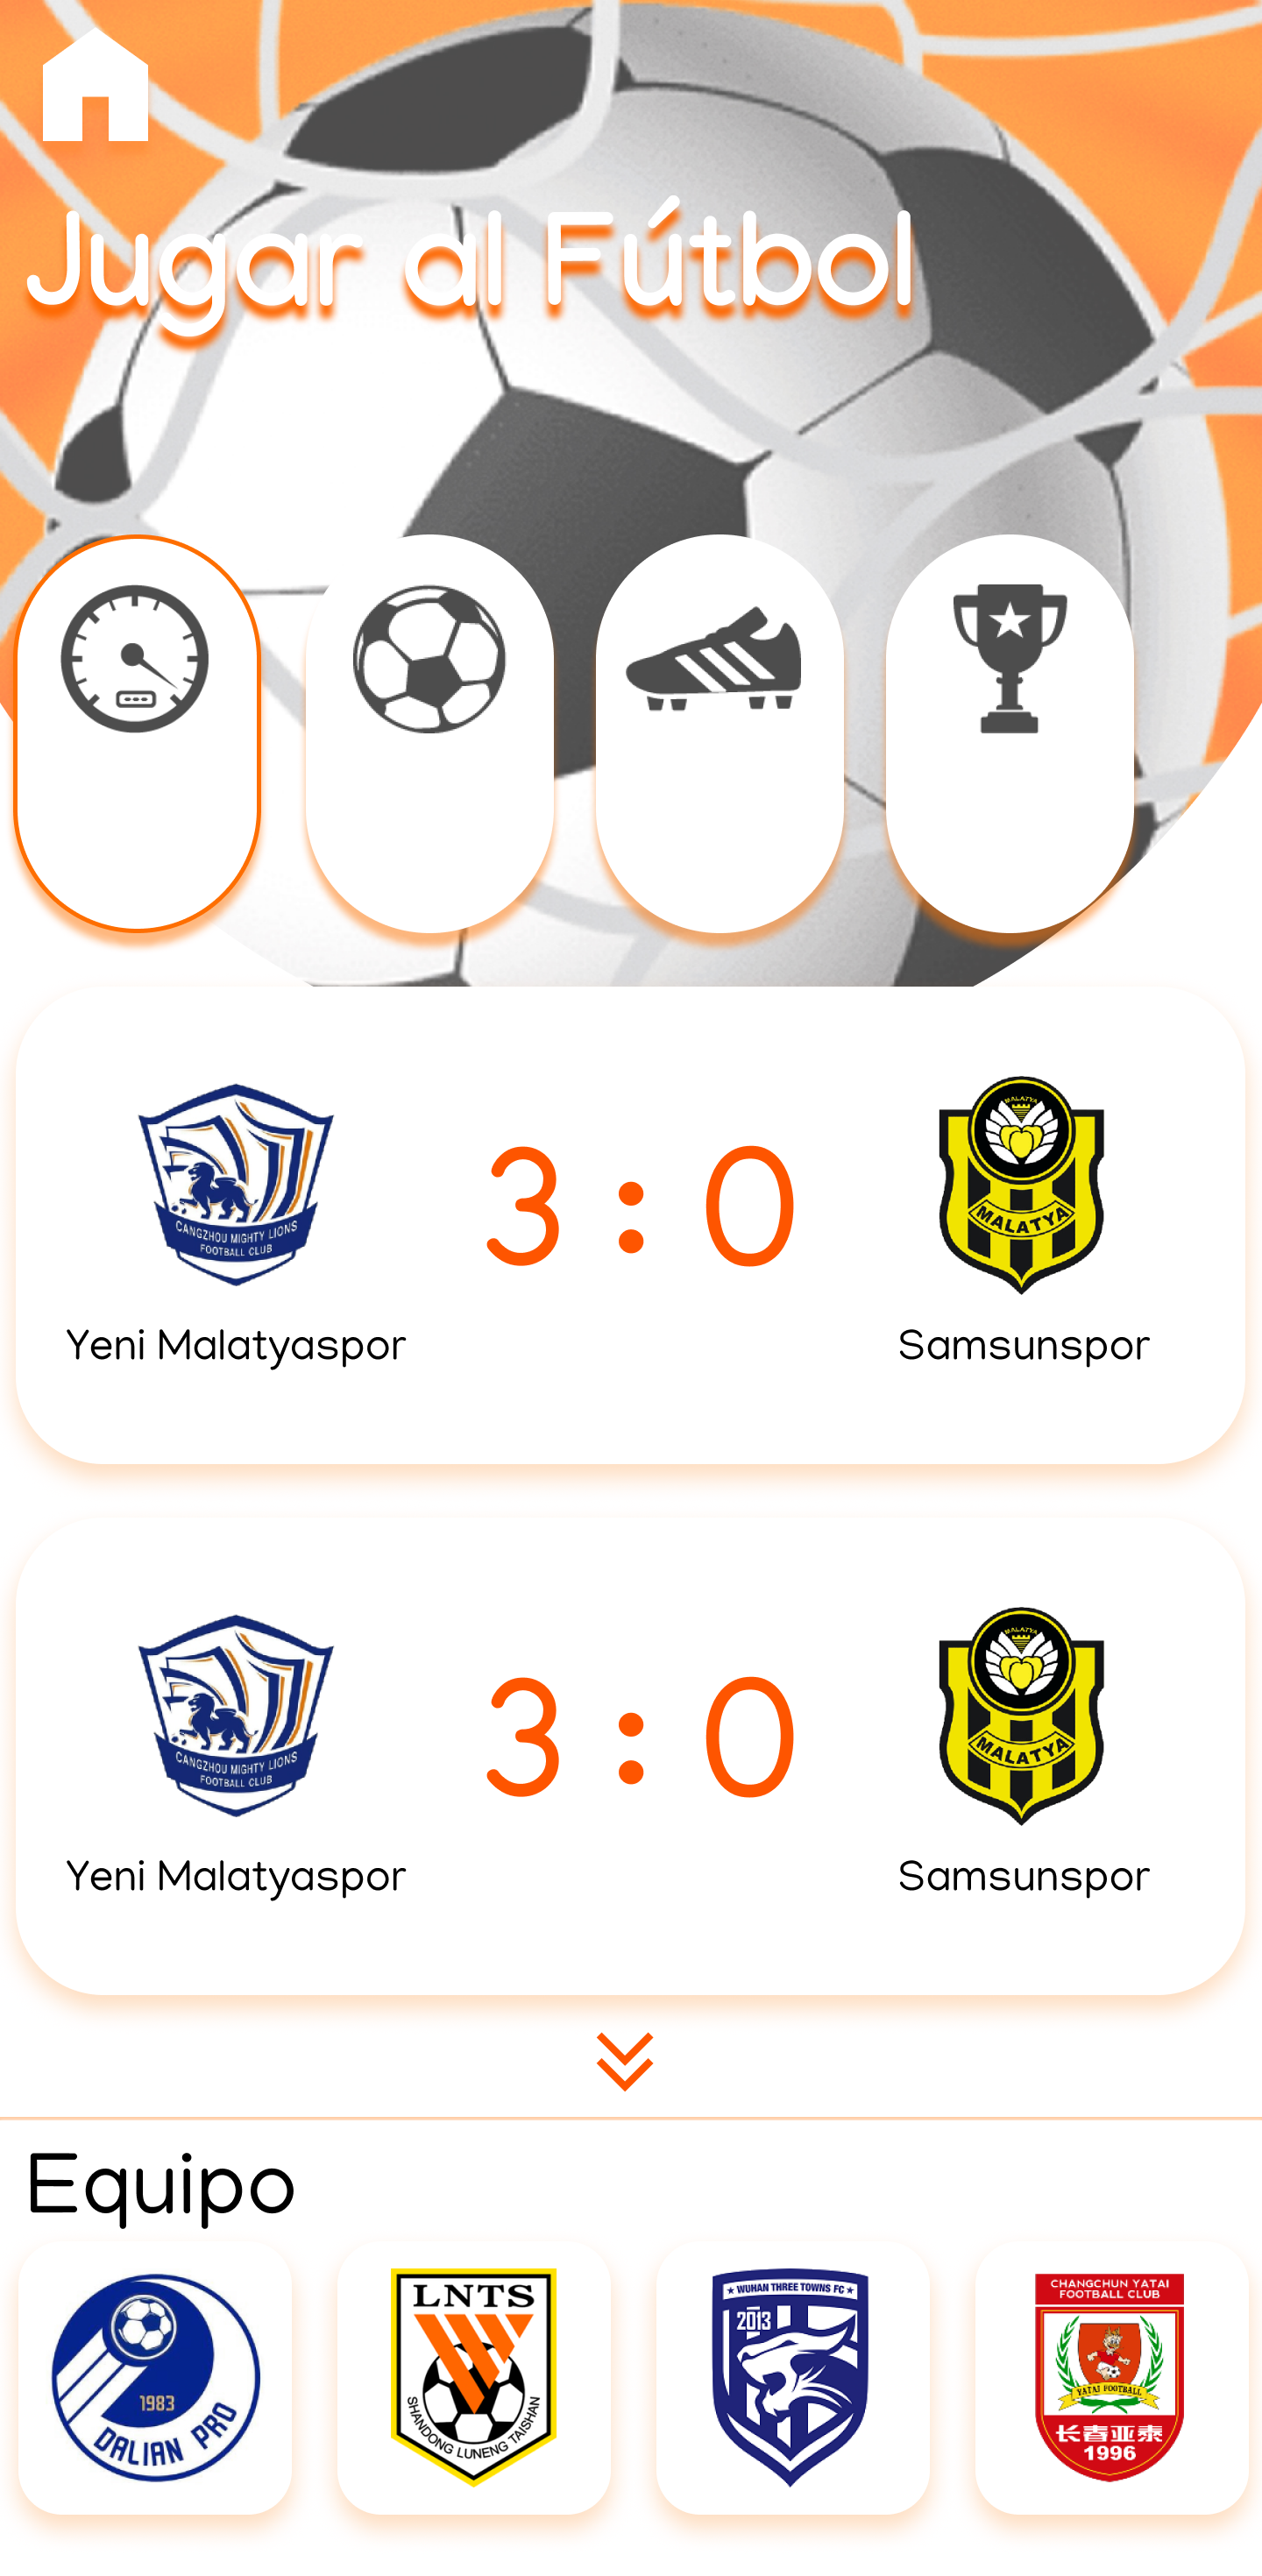 Jugar al Fútbol
CANGZHOU MIGHTY LIONS
FOOTBALL CLUB
3 : 0
MALATYA
MALATYA
Yeni Malatyaspor
Samsunspor
CANGZHOU MIGHTY LIONS
FOOTBALL CLUB
3 : 0
MALATYA
MALATYA
Yeni Malatyaspor
Samsunspor
Equipo
1983
DALIAN PRO
LNTS
SHANDONG LUNENG TAISHAN
WUHAN THREE TOWNS FC
2013
CHANGCHUN YATAI
FOOTBALL CLUB
YATAI FOOTBALL
长春亚泰
1996